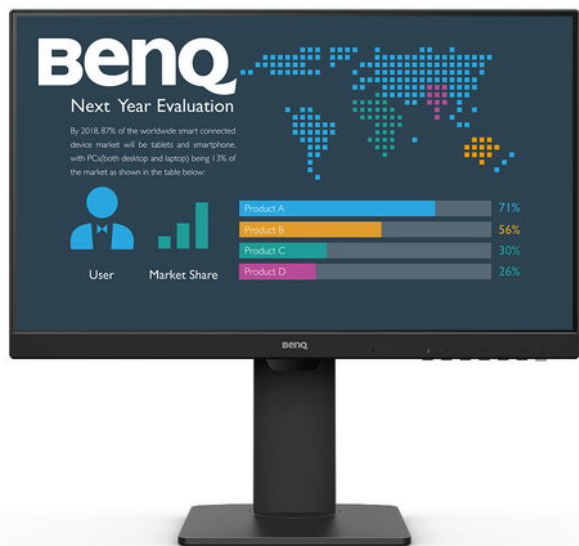 BenQ
Next Year Evaluation
By 2018, 87% of the worldwide smart connected
device market will be tablets and smartphone,
with PCs(both desktop and laptop) being 13% of
the market as shown in the table below:
User
Market Share
Product A 71%
Product B 56%
Product C 30%
Product D 26%
BenQ